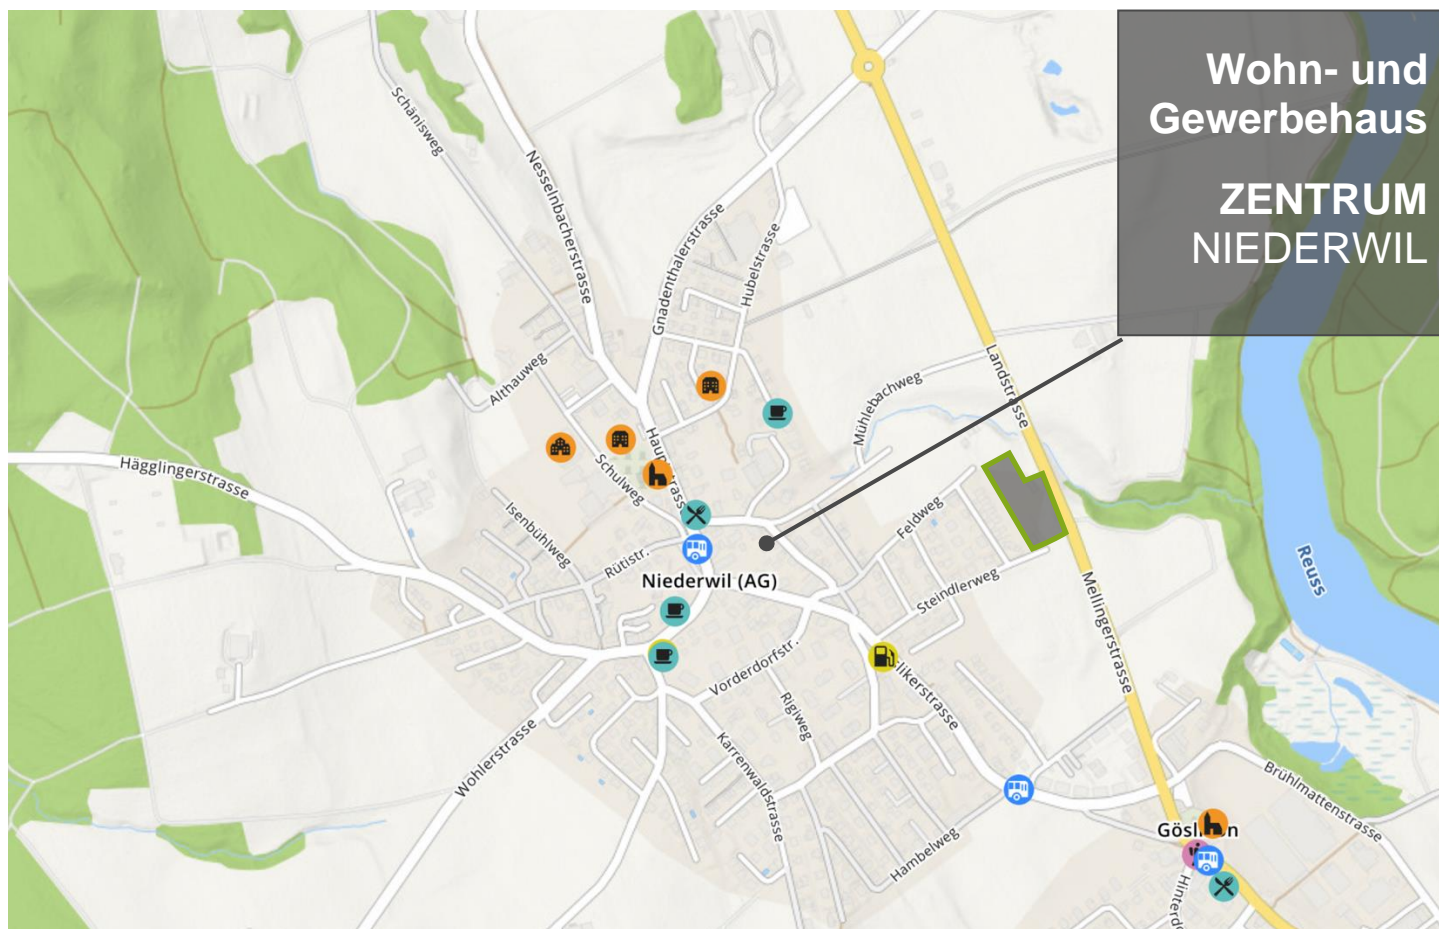 Wohn- und
Gewerbehaus
ZENTRUM
NIEDERWIL
Schänisweg
Nesselnbacherstrasse
Gnadenthalerstrasse
Hubelstrasse
Landstrasse
Althauweg
Mühlebachweg
Hägglingerstrasse
Schulweg
Isenbühlweg
Feldweg
Rütistr.
Niederwil (AG)
Steindlerweg
Reuss
Mellingerstrasse
Vorderdorfstr.
Rigiweg
ilkerstrasse
Wohlerstrasse
Karrenwaldstrasse
Brühlmattenstrasse
Hambelweg